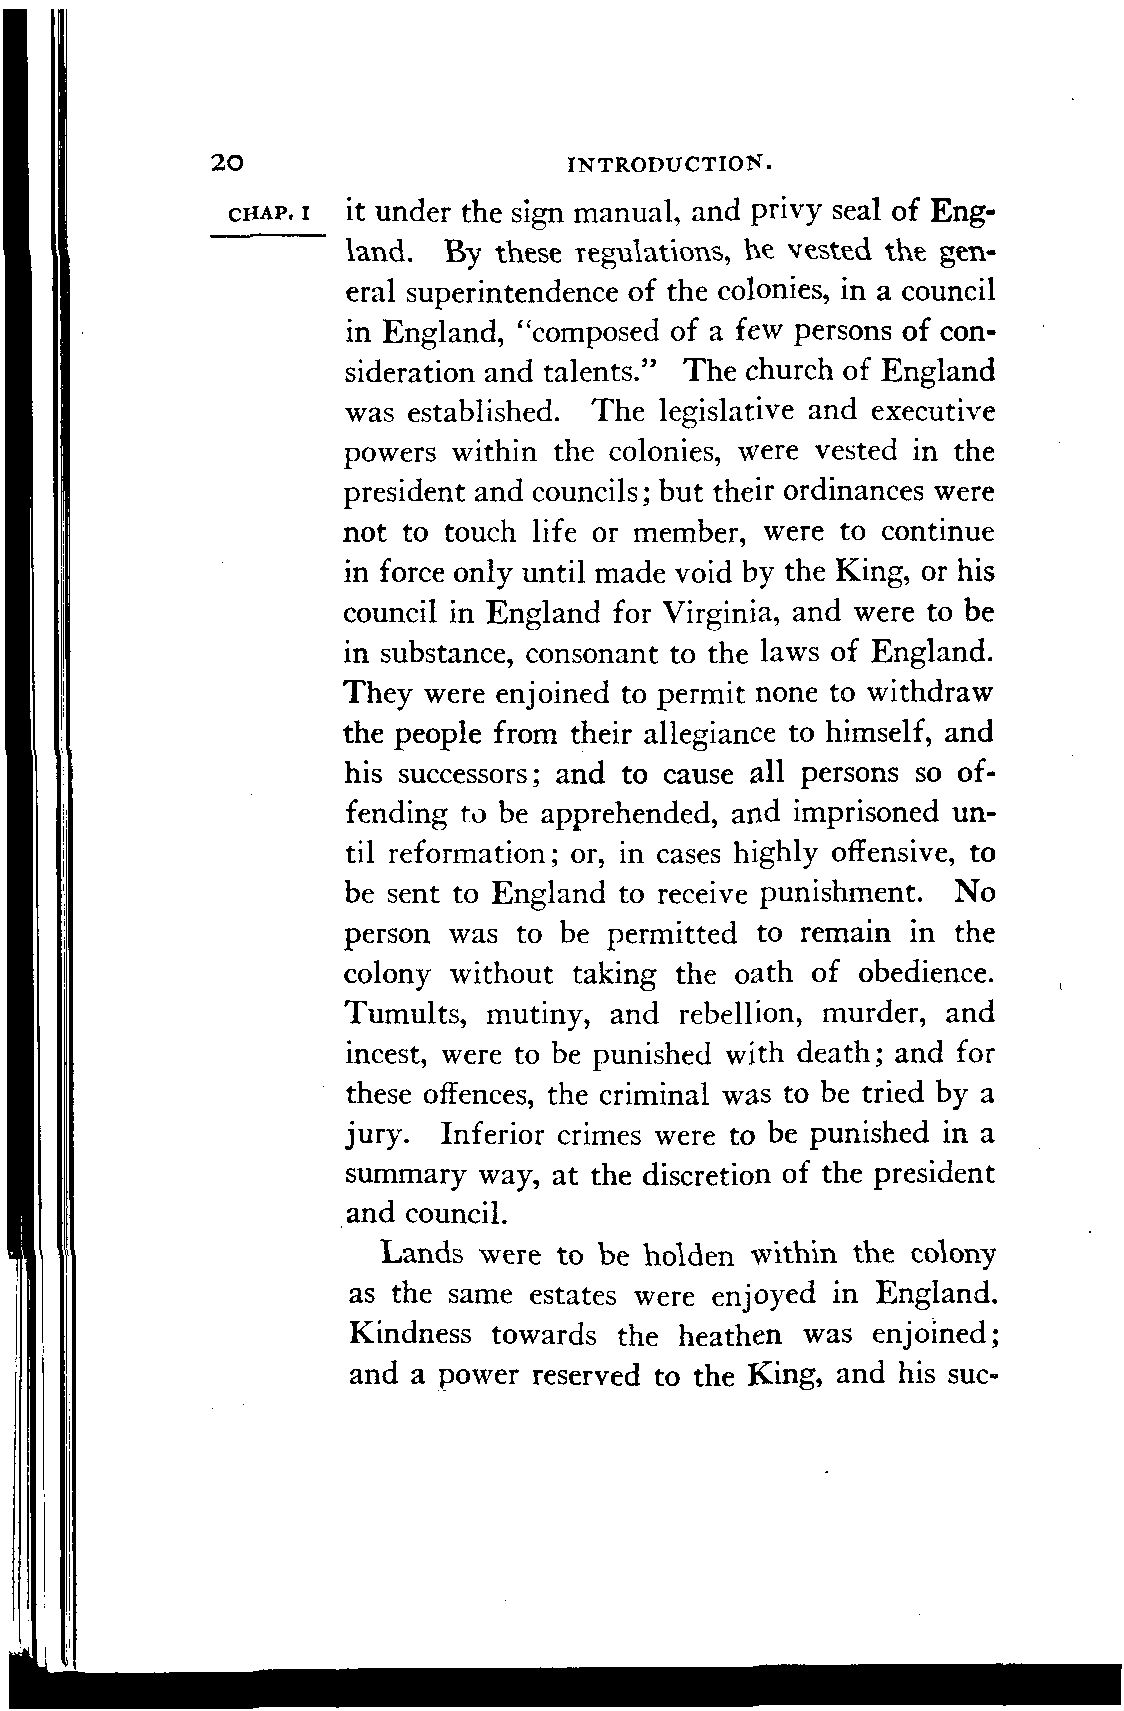 20 INTRODUCTION.
CHAP. I it under the sign manual, and privy seal of Eng-
land. By these regulations, he vested the gen-
eral superintendence of the colonies, in a council
in England, "composed of a few persons of con-
sideration and talents." The church of England
was established. The legislative and executive
powers within the colonies, were vested in the
president and councils; but their ordinances were
not to touch life or member, were to continue
in force only until made void by the King, or his
council in England for Virginia, and were to be
in substance, consonant to the laws of England.
They were enjoined to permit none to withdraw
the people from their allegiance to himself, and
his successors; and to cause all persons so of-
fending to be apprehended, and imprisoned un-
til reformation; or, in cases highly offensive, to
be sent to England to receive punishment. No
person was to be permitted to remain in the
colony without taking the oath of obedience.
Tumults, mutiny, and rebellion, murder, and
incest, were to be punished with death; and for
these offences, the criminal was to be tried by a
jury. Inferior crimes were to be punished in a
summary way, at the discretion of the president
and council.
Lands were to be holden within the colony
as the same estates were enjoyed in England.
Kindness towards the heathen was enjoined;
and a power reserved to the King, and his suc-